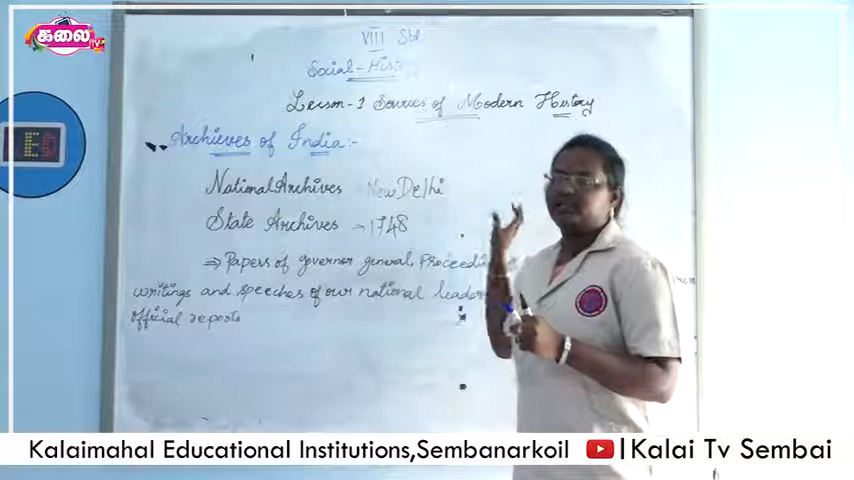 கலை TV
VIII Std
Social - Hist
Lesson-1 Sources of Modern History
Archieves of India:-
National Archives New Delhi
State Archives → 1748
⇒ Papers of governor general, Proceedi
writings and speeches of our national leader
official reports
Kalaimahal Educational Institutions,Sembanarkoil |Kalai Tv Sembai